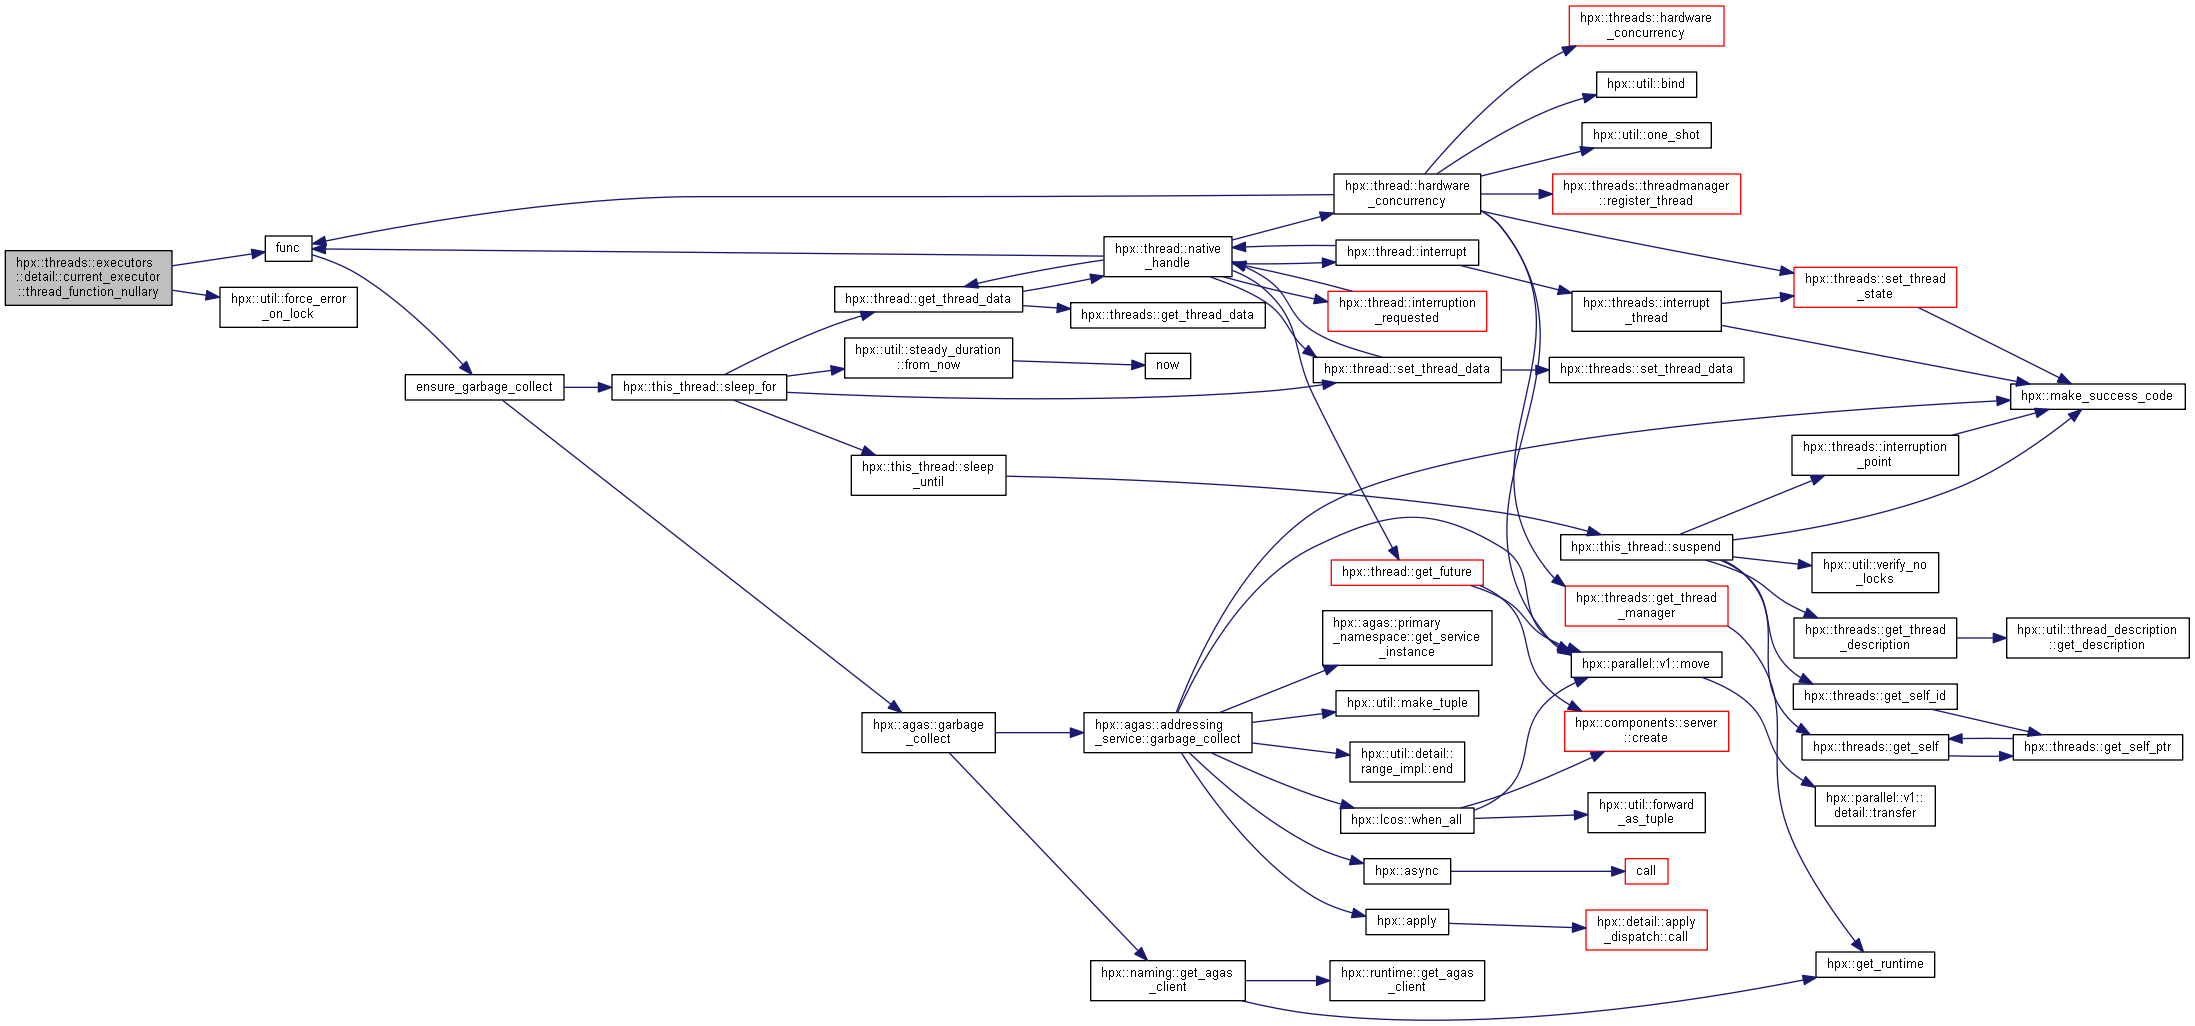 hpx::threads::executors
::detail::current_executor
::thread_function_nullary
func
hpx::util::force_error
_on_lock
ensure_garbage_collect
hpx::this_thread::sleep_for
hpx::thread::get_thread_data
hpx::util::steady_duration
::from_now
hpx::this_thread::sleep
_until
hpx::agas::garbage
_collect
hpx::thread::native
_handle
hpx::threads::get_thread_data
now
hpx::agas::addressing
_service::garbage_collect
hpx::naming::get_agas
_client
hpx::thread::hardware
_concurrency
hpx::thread::interrupt
hpx::thread::interruption
_requested
hpx::thread::set_thread_data
hpx::thread::get_future
hpx::agas::primary
_namespace::get_service
_instance
hpx::util::make_tuple
hpx::util::detail::
range_impl::end
hpx::lcos::when_all
hpx::async
hpx::apply
hpx::runtime::get_agas
_client
hpx::threads::hardware
_concurrency
hpx::util::bind
hpx::util::one_shot
hpx::threads::threadmanager
::register_thread
hpx::threads::interrupt
_thread
hpx::threads::set_thread_data
hpx::this_thread::suspend
hpx::threads::get_thread
_manager
hpx::parallel::v1::move
hpx::components::server
::create
hpx::util::forward
_as_tuple
call
hpx::detail::apply
_dispatch::call
hpx::threads::set_thread
_state
hpx::threads::interruption
_point
hpx::util::verify_no
_locks
hpx::threads::get_thread
_description
hpx::threads::get_self_id
hpx::threads::get_self
hpx::parallel::v1::
detail::transfer
hpx::get_runtime
hpx::make_success_code
hpx::util::thread_description
::get_description
hpx::threads::get_self_ptr